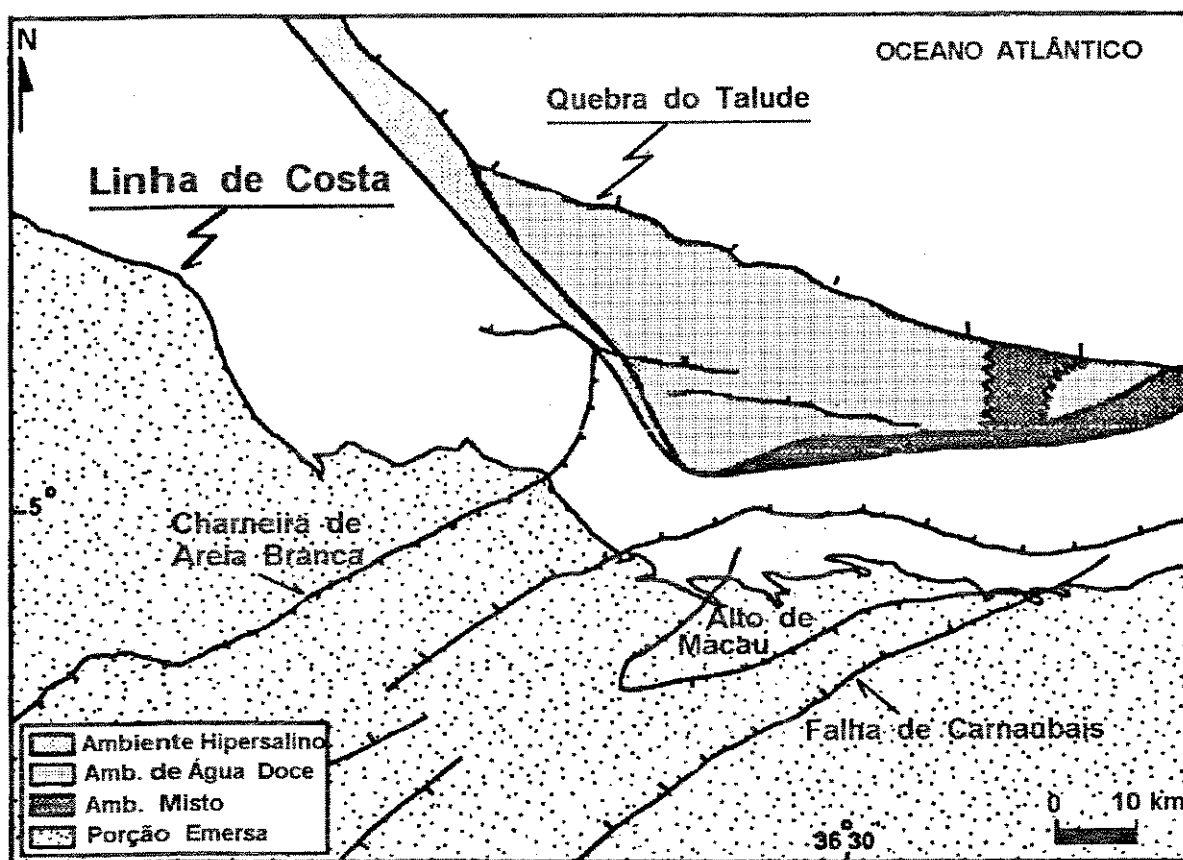 N
OCEANO ATLÂNTICO
Quebra do Talude
Linha de Costa
5°
Charneira de
Areia Branca
Alto de
Macau
Falha de Carnaubais
Ambiente Hipersalino
Amb. de Água Doce
Amb. Misto
Porção Emersa
0 10 km
36°30'